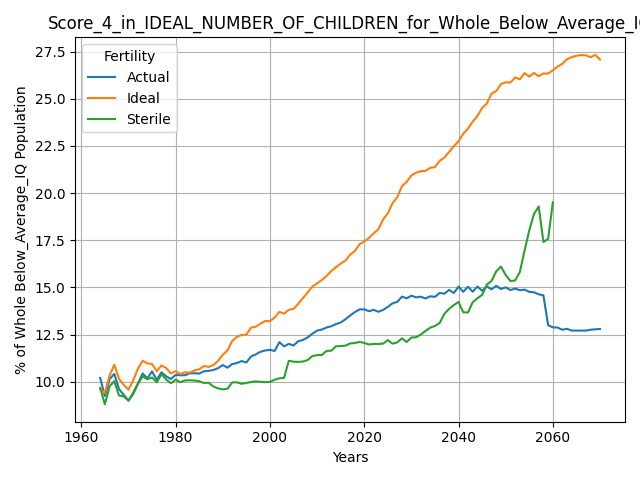 Score_4_in_IDEAL_NUMBER_OF_CHILDREN_for_Whole_Below_Average_IQ
Fertility
Actual
Ideal
Sterile
% of Whole Below_Average_IQ Population
27.5
25.0
22.5
20.0
17.5
15.0
12.5
10.0
1960 1980 2000 2020 2040 2060
Years